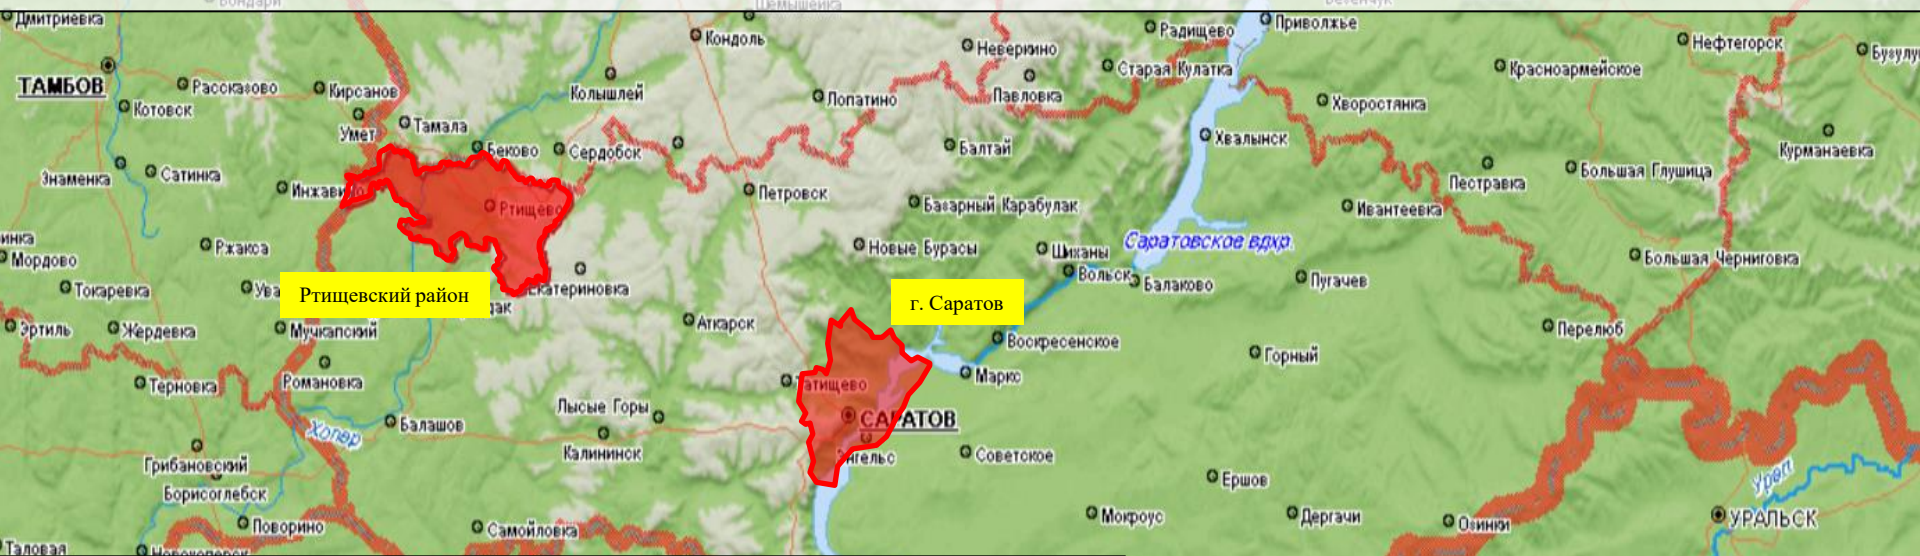 Дмитриевка
Бондари
Шемышейка
Приволжье
Радищево
Кондоль
Неверкино
Нефтегорск
ТАМБОВ
Рассказово
Кирсанов
Колышлей
Старая Кулатка
Красноармейское
Котовск
Лопатино
Павловка
Хворостянка
Умет
Тамала
Хвалынск
Беково
Сердобск
Балтай
Курманаевка
Знаменка
Сатинка
Большая Глушица
Пестравка
Петровск
Базарный Карабулак
Ивантеевка
Ртищево
Ржакса
Новые Бурасы
Шиханы
Саратовское вдхр.
Мордово
Большая Черниговка
Вольск
Балаково
Пугачев
Токаревка
Екатериновка
Ртищевский район
г. Саратов
Эртиль
Жердевка
Мучкапский
Аткарск
Перелюб
Воскресенское
Горный
Терновка
Романовка
Татищево
Маркс
Лысые Горы
САРАТОВ
Хопер
Балашов
Калининск
Энгельс
Советское
Грибановский
Борисоглебск
Ершов
Урал
Поворино
Самойловка
Мокроус
Дергачи
Озинки
УРАЛЬСК
Таловая
Новохоперск